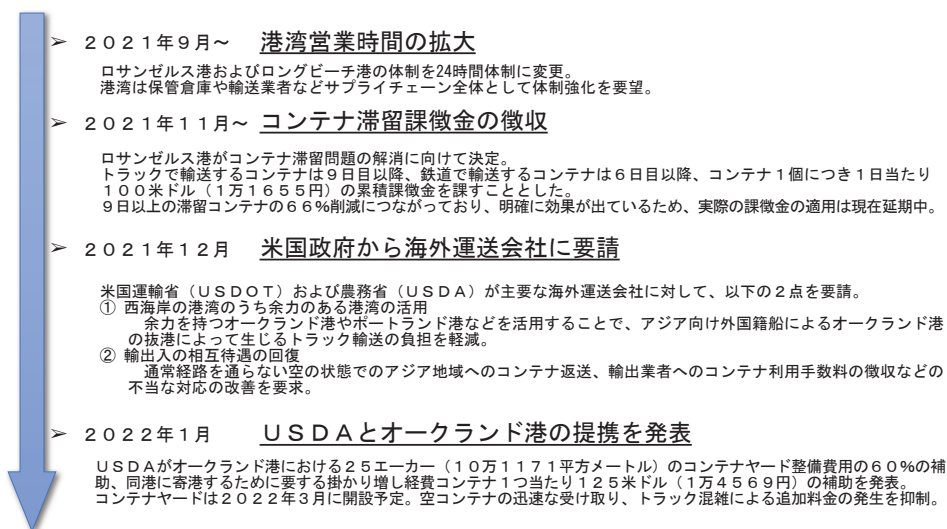 ➢ ２０２１年９月～ 港湾営業時間の拡大
ロサンゼルス港およびロングビーチ港の体制を24時間体制に変更。
港湾は保管倉庫や輸送業者などサプライチェーン全体として体制強化を要望。
➢ ２０２１年１１月～ コンテナ滞留課徴金の徴収
ロサンゼルス港がコンテナ滞留問題の解消に向けて決定。
トラックで輸送するコンテナは９日目以降、鉄道で輸送するコンテナは６日目以降、コンテナ１個につき１日当たり
１００米ドル（１万１６５５円）の累積課徴金を課すこととした。
９日以上の滞留コンテナの６６％削減につながっており、明確に効果が出ているため、実際の課徴金の適用は現在延期中。
➢ ２０２１年１２月 米国政府から海外運送会社に要請
米国運輸省（ＵＳＤＯＴ）および農務省（ＵＳＤＡ）が主要な海外運送会社に対して、以下の２点を要請。
① 西海岸の港湾のうち余力のある港湾の活用
余力を持つオークランド港やポートランド港などを活用することで、アジア向け外国籍船によるオークランド港
の抜港によって生じるトラック輸送の負担を軽減。
② 輸出入の相互待遇の回復
通常経路を通らない空の状態でのアジア地域へのコンテナ返送、輸出業者へのコンテナ利用手数料の徴収などの
不当な対応の改善を要求。
➢ ２０２２年１月 ＵＳＤＡとオークランド港の提携を発表
ＵＳＤＡがオークランド港における２５エーカー（１０万１１７１平方メートル）のコンテナヤード整備費用の６０％の補
助、同港に寄港するために要する掛かり増し経費コンテナ１つ当たり１２５米ドル（１万４５６９円）の補助を発表。
コンテナヤードは２０２２年３月に開設予定。空コンテナの迅速な受け取り、トラック混雑による追加料金の発生を抑制。